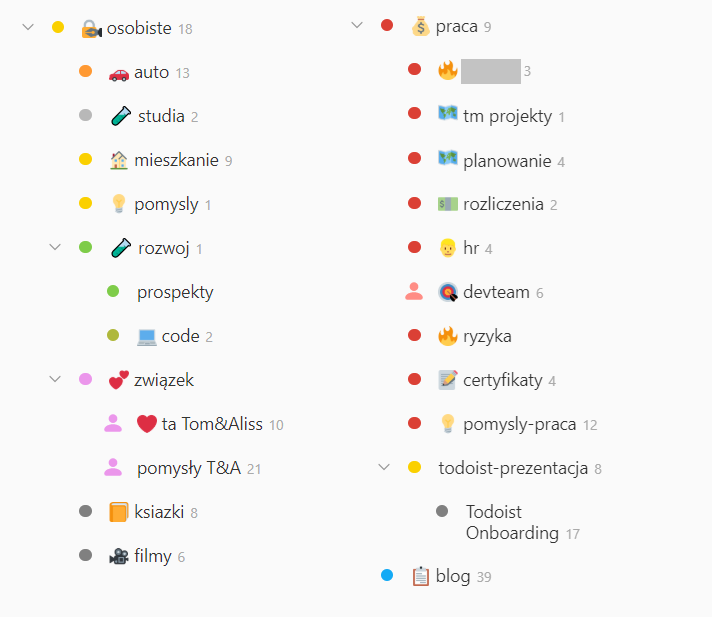 osobiste 18
auto 13
studia 2
mieszkanie 9
pomysly 1
rozwoj 1
prospekty
code 2
związek
ta Tom&Aliss 10
pomysły T&A 21
ksiazki 8
filmy 6
praca 9
3
tm projekty 1
planowanie 4
rozliczenia 2
hr 4
devteam 6
ryzyka
certyfikaty 4
pomysly-praca 12
todoist-prezentacja 8
Todoist
Onboarding 17
blog 39